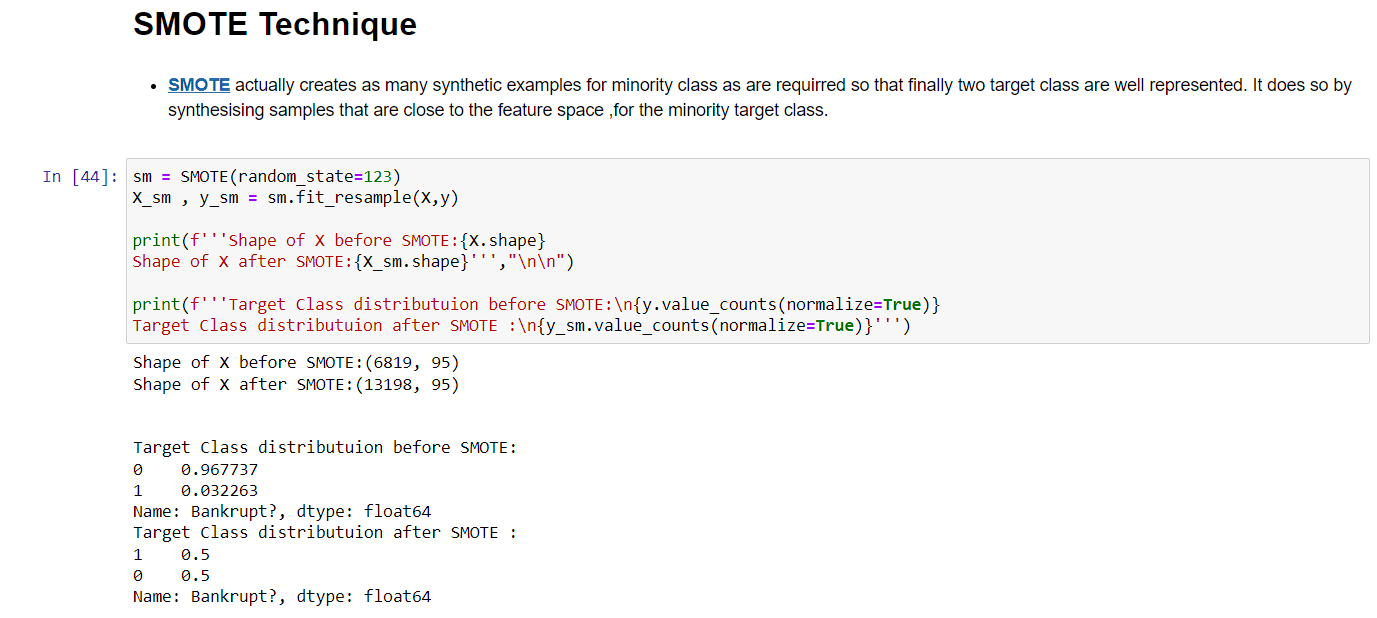 SMOTE Technique
• SMOTE actually creates as many synthetic examples for minority class as are requirred so that finally two target class are well represented. It does so by
synthesising samples that are close to the feature space ,for the minority target class.
In [44]: sm = SMOTE(random_state=123)
X_sm , y_sm = sm.fit_resample(X,y)
print(f'''Shape of X before SMOTE:{X.shape}
Shape of X after SMOTE:{X_sm.shape}''',"\n\n")
print(f'''Target Class distributuion before SMOTE:\n{y.value_counts(normalize=True)}
Target Class distributuion after SMOTE :\n{y_sm.value_counts(normalize=True)}''')
Shape of X before SMOTE:(6819, 95)
Shape of X after SMOTE:(13198, 95)
Target Class distributuion before SMOTE:
0    0.967737
1    0.032263
Name: Bankrupt?, dtype: float64
Target Class distributuion after SMOTE :
1    0.5
0    0.5
Name: Bankrupt?, dtype: float64